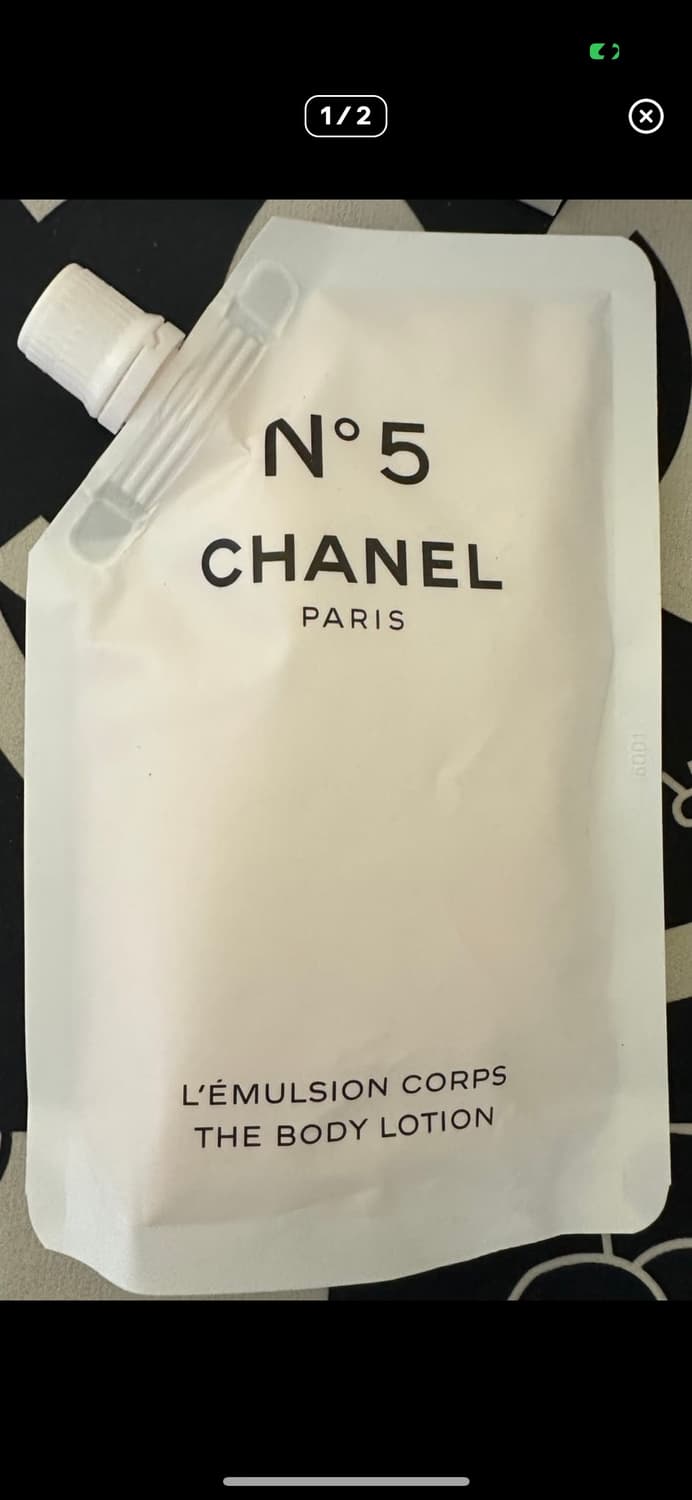 1/2
N°5
CHANEL
PARIS
L'ÉMULSION CORPS
THE BODY LOTION